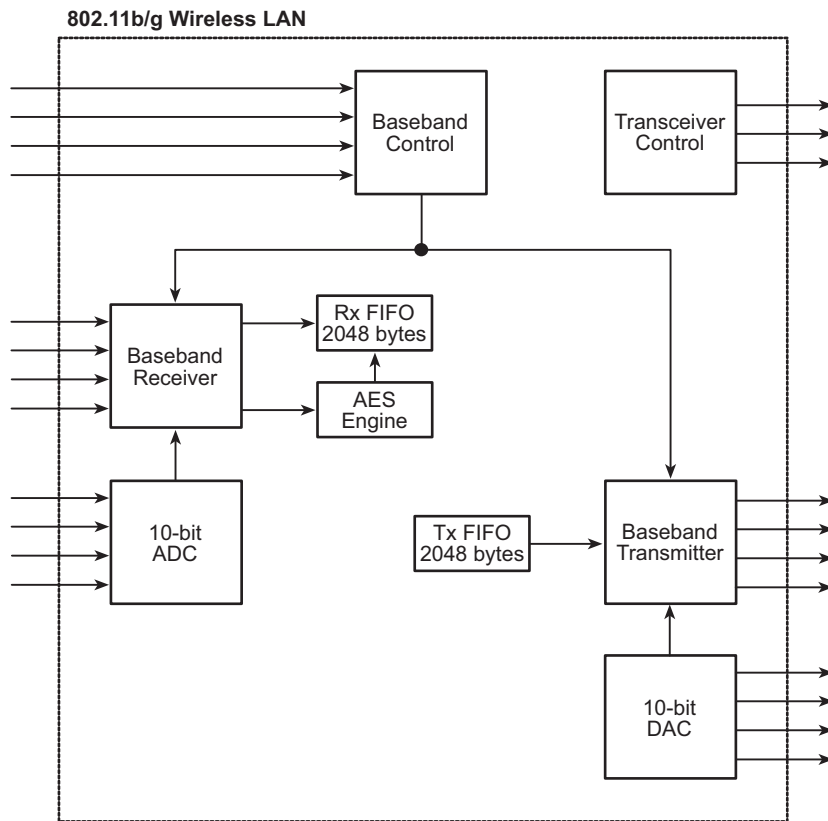 802.11b/g Wireless LAN
Baseband
Control
Transceiver
Control
Rx FIFO
2048 bytes
Baseband
Receiver
AES
Engine
10-bit
ADC
Tx FIFO
2048 bytes
Baseband
Transmitter
10-bit
DAC